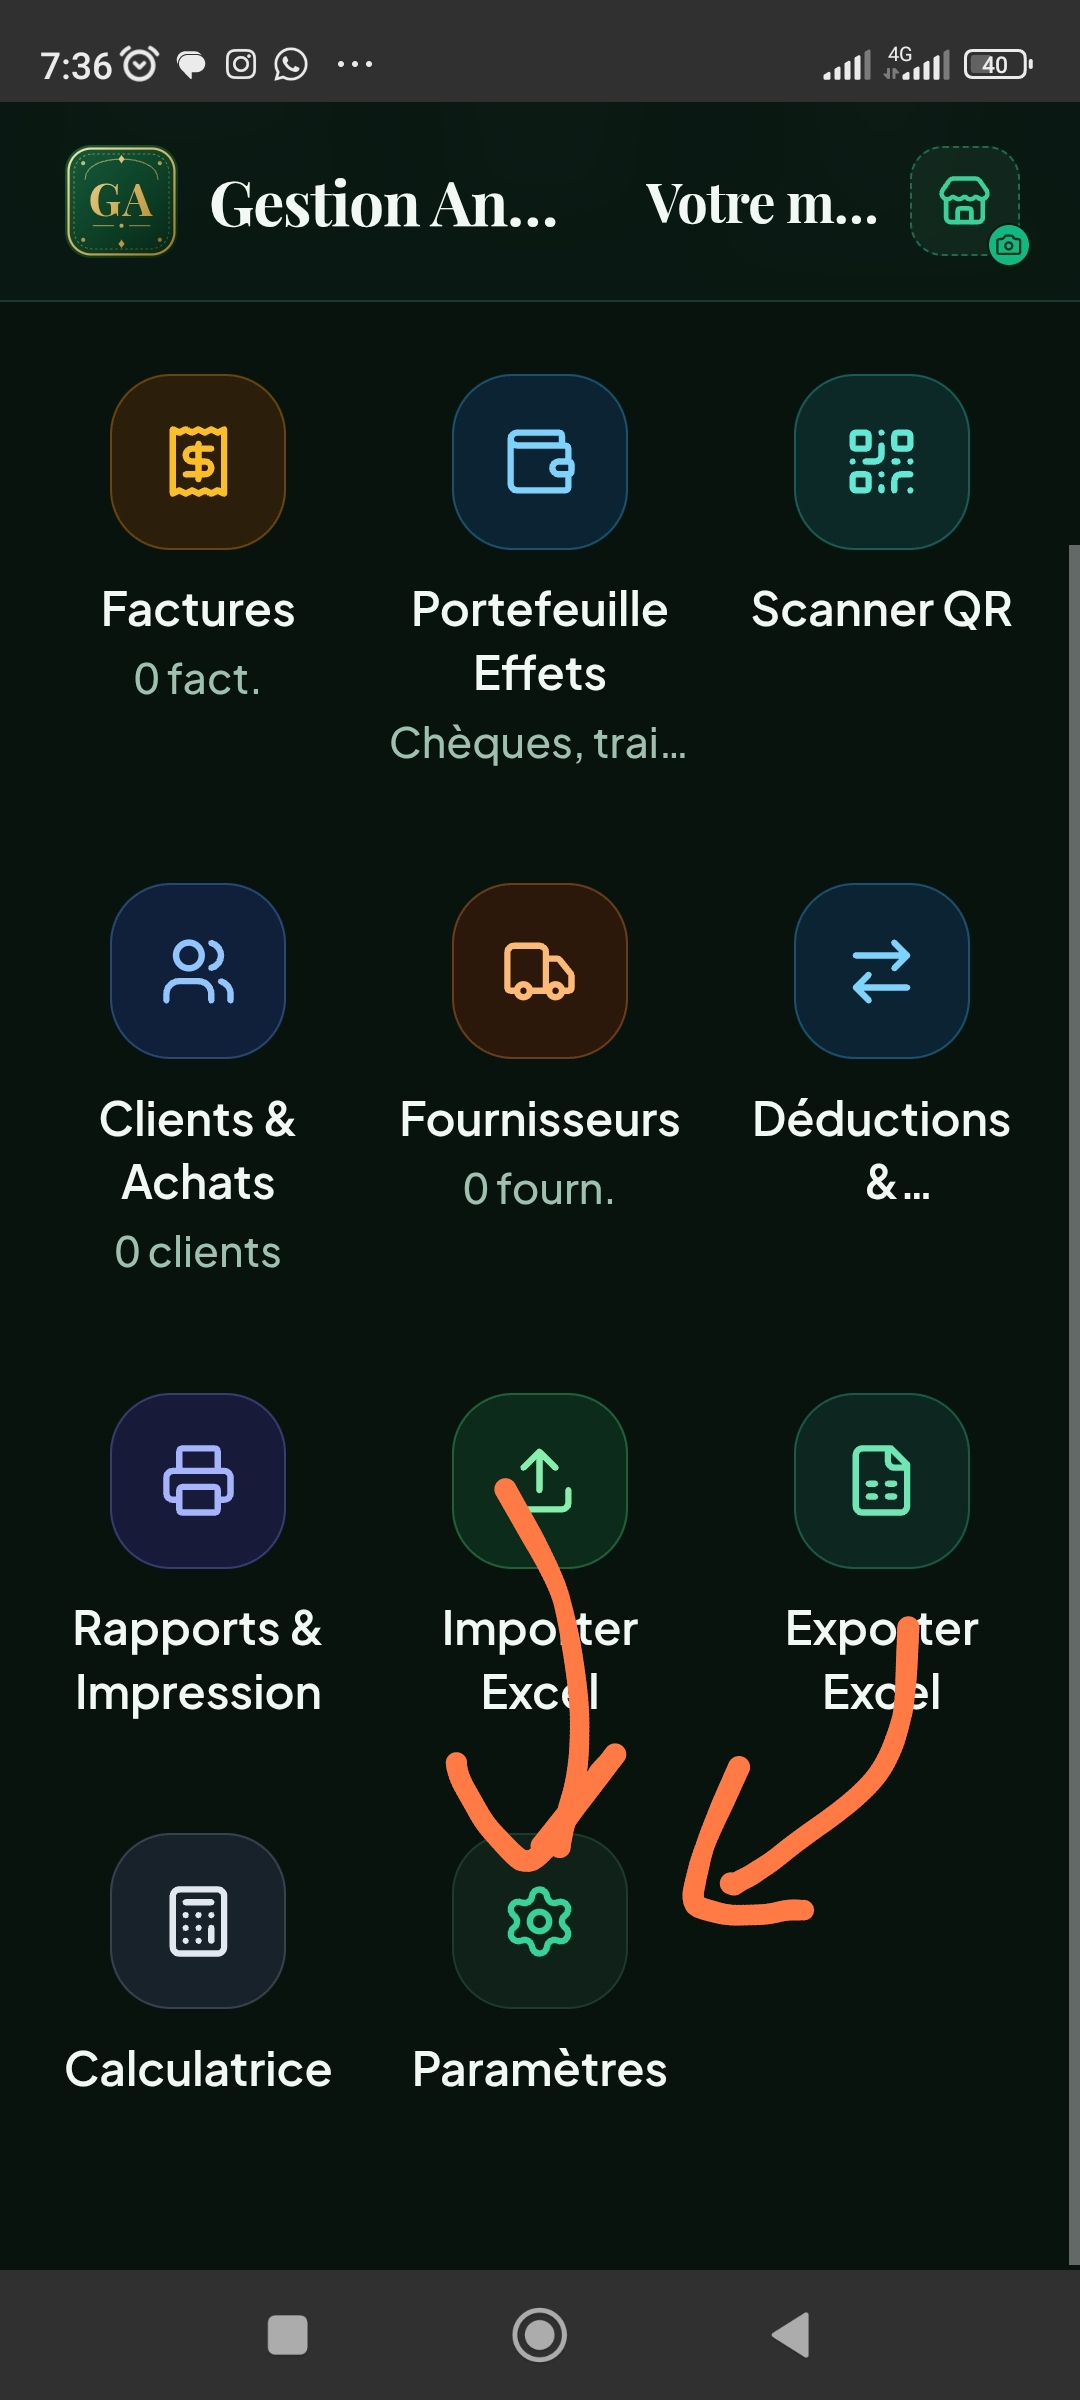 7:36
4G
40
GA
Gestion An...
Votre m...
Factures
0 fact.
Portefeuille
Effets
Chèques, trai...
Scanner QR
Clients &
Achats
0 clients
Fournisseurs
0 fourn.
Déductions
&...
Rapports &
Impression
Importer
Excel
Exporter
Excel
Calculatrice
Paramètres